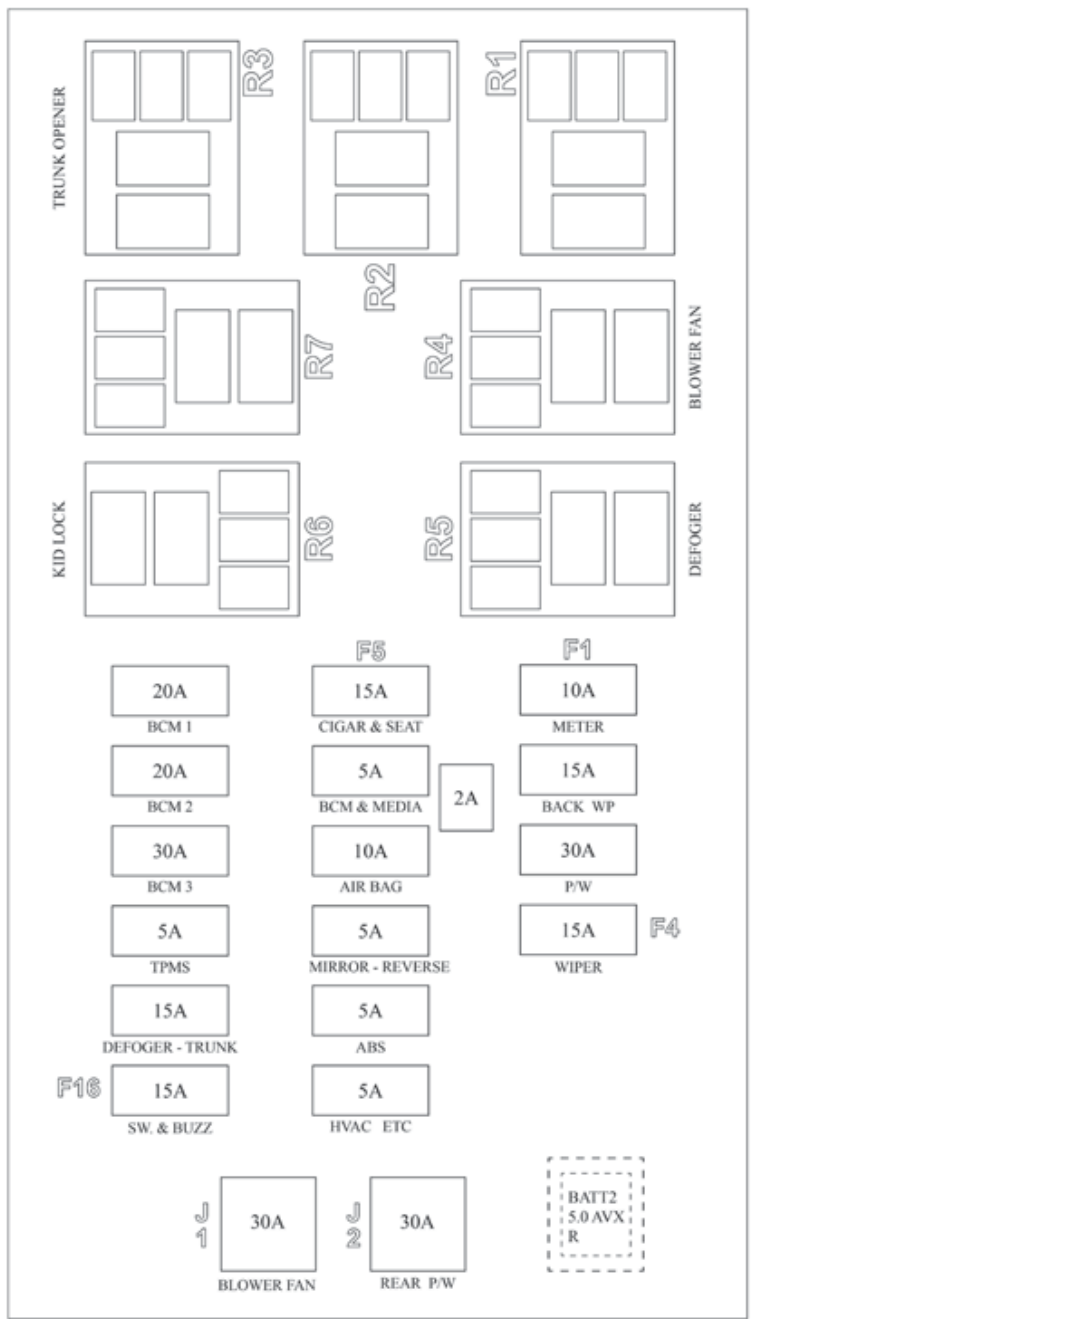 TRUNK OPENER
R3
R2
R1
R7
R4
BLOWER FAN
KID LOCK
R6
R5
DEFOGER
F5
F1
20A
BCM 1
15A
CIGAR & SEAT
10A
METER
20A
BCM 2
5A
BCM & MEDIA
2A
15A
BACK WP
30A
BCM 3
10A
AIR BAG
30A
P/W
5A
TPMS
5A
MIRROR - REVERSE
15A
WIPER
F4
15A
DEFOGER - TRUNK
5A
ABS
F16
15A
SW. & BUZZ
5A
HVAC ETC
J
1
30A
BLOWER FAN
J
2
30A
REAR P/W
BATT2
5.0 AVX
R